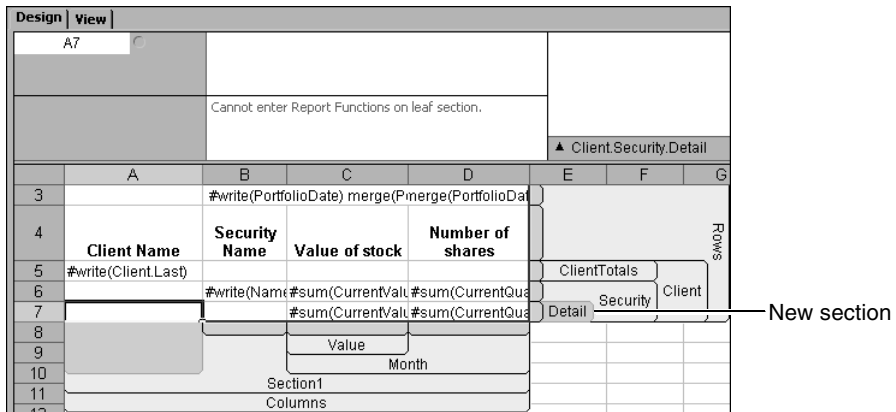 Design View
A7
Cannot enter Report Functions on leaf section.
▲ Client.Security.Detail
A B C D E F G
3 #write(PortfolioDate) merge(P merge(PortfolioDat
4 Client Name Security Name Value of stock Number of shares Rows
5 #write(Client.Last) ClientTotals
6 #write(Name #sum(CurrentValu #sum(CurrentQua Security Client
7 #sum(CurrentValu #sum(CurrentQua Detail New section
8
9 Value
10 Month
11 Section1
12 Columns